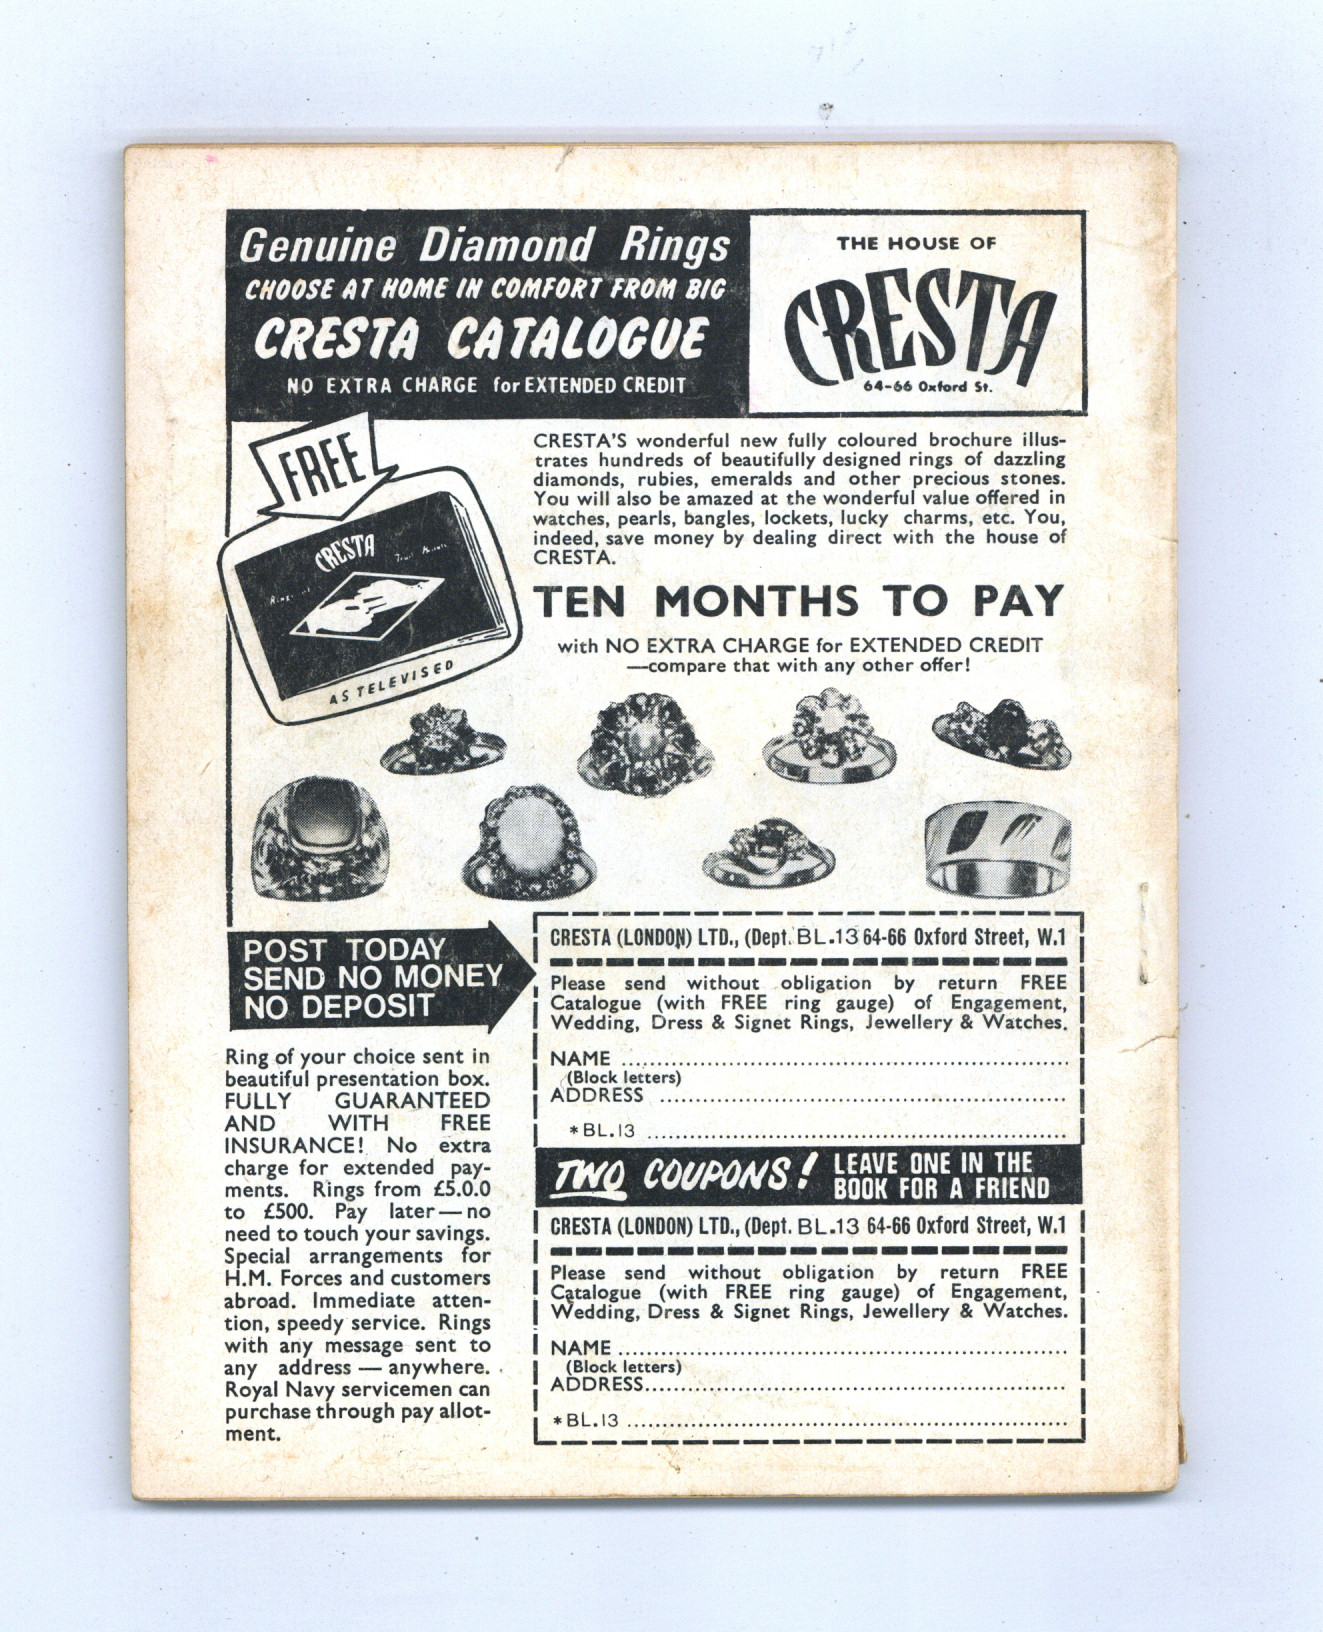 Genuine Diamond Rings
CHOOSE AT HOME IN COMFORT FROM BIG
CRESTA CATALOGUE
NO EXTRA CHARGE for EXTENDED CREDIT
THE HOUSE OF
CRESTA
64-66 Oxford St.
FREE
CRESTA
AS TELEVISED
CRESTA'S wonderful new fully coloured brochure illus-
trates hundreds of beautifully designed rings of dazzling
diamonds, rubies, emeralds and other precious stones.
You will also be amazed at the wonderful value offered in
watches, pearls, bangles, lockets, lucky charms, etc. You,
indeed, save money by dealing direct with the house of
CRESTA.
TEN MONTHS TO PAY
with NO EXTRA CHARGE for EXTENDED CREDIT
—compare that with any other offer!
POST TODAY
SEND NO MONEY
NO DEPOSIT
Ring of your choice sent in
beautiful presentation box.
FULLY GUARANTEED
AND WITH FREE
INSURANCE! No extra
charge for extended pay-
ments. Rings from £5.0.0
to £500. Pay later — no
need to touch your savings.
Special arrangements for
H.M. Forces and customers
abroad. Immediate atten-
tion, speedy service. Rings
with any message sent to
any address — anywhere.
Royal Navy servicemen can
purchase through pay allot-
ment.
CRESTA (LONDON) LTD., (Dept. BL.13 64-66 Oxford Street, W.1
Please send without obligation by return FREE
Catalogue (with FREE ring gauge) of Engagement,
Wedding, Dress & Signet Rings, Jewellery & Watches.
NAME ................................................
(Block letters)
ADDRESS ................................................
*BL.13 ................................................
TWO COUPONS! LEAVE ONE IN THE
BOOK FOR A FRIEND
CRESTA (LONDON) LTD., (Dept. BL.13 64-66 Oxford Street, W.1
Please send without obligation by return FREE
Catalogue (with FREE ring gauge) of Engagement,
Wedding, Dress & Signet Rings, Jewellery & Watches.
NAME ................................................
(Block letters)
ADDRESS................................................
*BL.13 ................................................